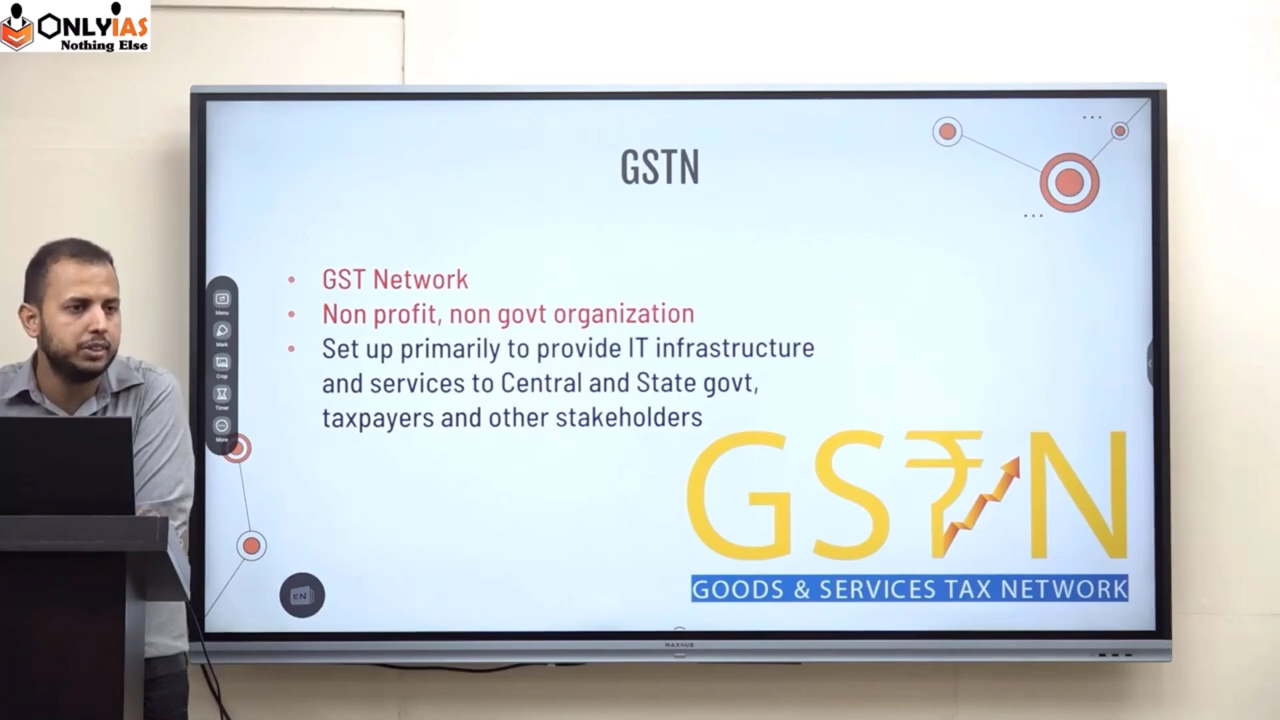 ONLYIAS
Nothing Else
GSTN
• GST Network
• Non profit, non govt organization
• Set up primarily to provide IT infrastructure
and services to Central and State govt,
taxpayers and other stakeholders
Menu
Mark
Crop
Timer
More
GSTN
GOODS & SERVICES TAX NETWORK
EN
MAXHUB